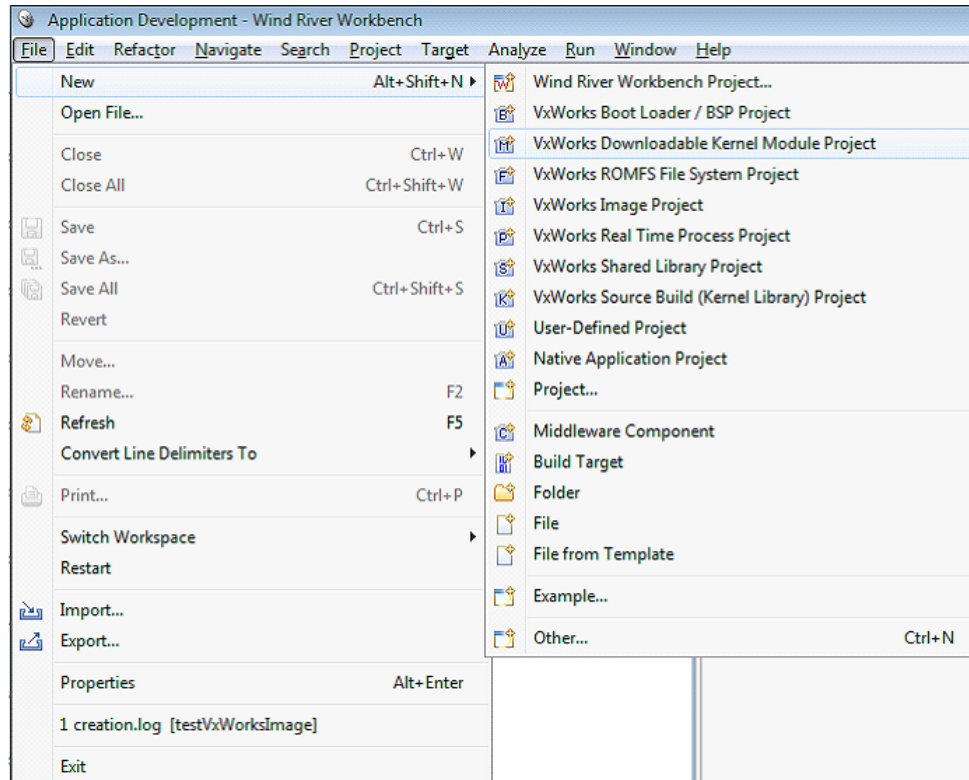 Application Development - Wind River Workbench
File Edit Refactor Navigate Search Project Target Analyze Run Window Help
New Alt+Shift+N
Open File...
Close Ctrl+W
Close All Ctrl+Shift+W
Save Ctrl+S
Save As...
Save All Ctrl+Shift+S
Revert
Move...
Rename... F2
Refresh F5
Convert Line Delimiters To
Print... Ctrl+P
Switch Workspace
Restart
Import...
Export...
Properties Alt+Enter
1 creation.log [testVxWorksImage]
Exit
Wind River Workbench Project...
VxWorks Boot Loader / BSP Project
VxWorks Downloadable Kernel Module Project
VxWorks ROMFS File System Project
VxWorks Image Project
VxWorks Real Time Process Project
VxWorks Shared Library Project
VxWorks Source Build (Kernel Library) Project
User-Defined Project
Native Application Project
Project...
Middleware Component
Build Target
Folder
File
File from Template
Example...
Other... Ctrl+N